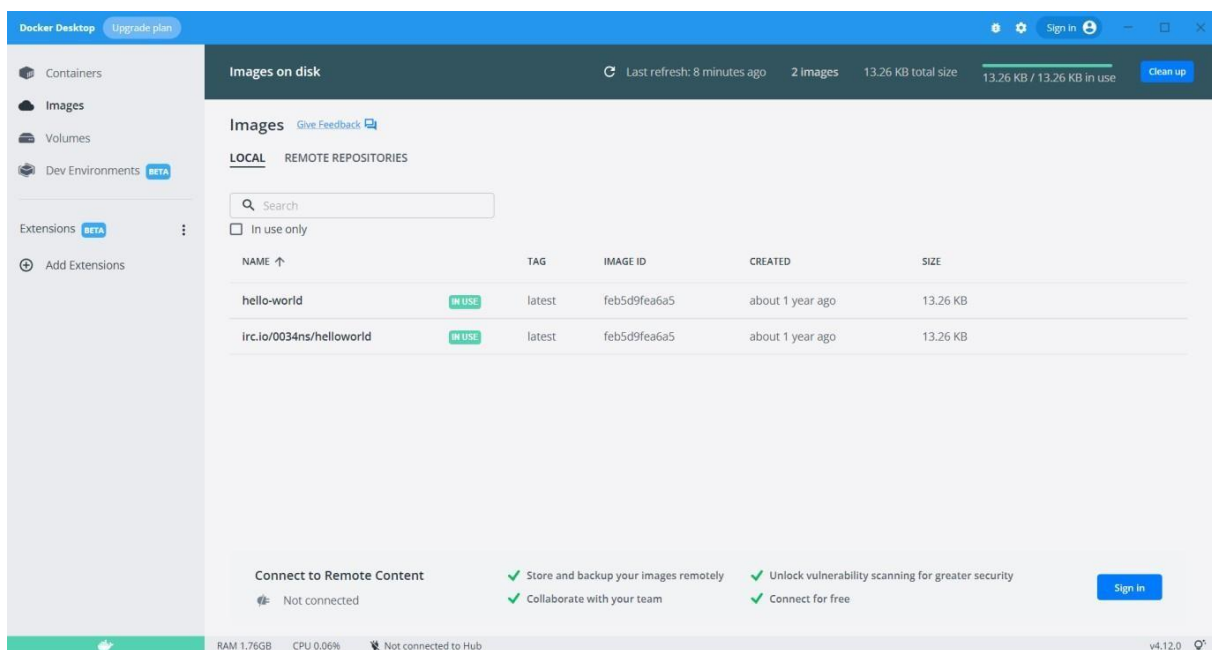 Docker Desktop Upgrade plan Sign in
Containers
Images
Volumes
Dev Environments BETA
Extensions BETA
Add Extensions
Images on disk Last refresh: 8 minutes ago 2 images 13.26 KB total size 13.26 KB / 13.26 KB in use Clean up
Images Give Feedback
LOCAL REMOTE REPOSITORIES
Search
In use only
NAME TAG IMAGE ID CREATED SIZE
hello-world IN USE latest feb5d9fea6a5 about 1 year ago 13.26 KB
irc.io/0034ns/helloworld IN USE latest feb5d9fea6a5 about 1 year ago 13.26 KB
Connect to Remote Content
Not connected
Store and backup your images remotely
Collaborate with your team
Unlock vulnerability scanning for greater security
Connect for free
Sign in
RAM 1.76GB CPU 0.06% Not connected to Hub v4.12.0